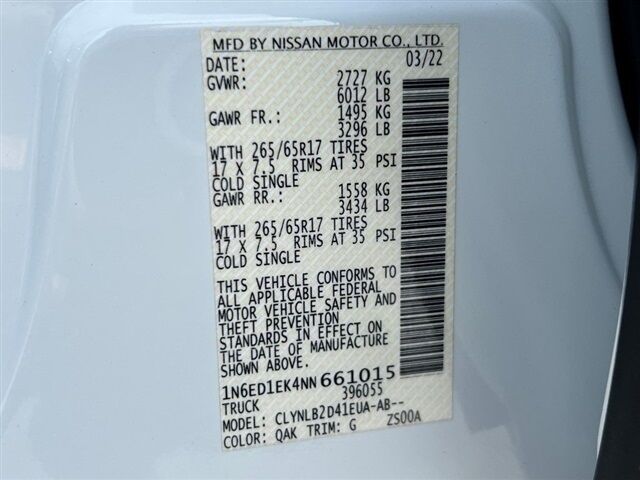 MFD BY NISSAN MOTOR CO., LTD.
DATE: 03/22
GVWR: 2727 KG
6012 LB
GAWR FR.: 1495 KG
3296 LB
WITH 265/65R17 TIRES
17 X 7.5 RIMS AT 35 PSI
COLD SINGLE
GAWR RR.: 1558 KG
3434 LB
WITH 265/65R17 TIRES
17 X 7.5 RIMS AT 35 PSI
COLD SINGLE
THIS VEHICLE CONFORMS TO
ALL APPLICABLE FEDERAL
MOTOR VEHICLE SAFETY AND
THEFT PREVENTION
STANDARDS IN EFFECT ON
THE DATE OF MANUFACTURE
SHOWN ABOVE.
1N6ED1EK4NN661015
TRUCK 396055
MODEL: CLYNLB2D41EUA-AB--
COLOR: QAK TRIM: G ZS00A